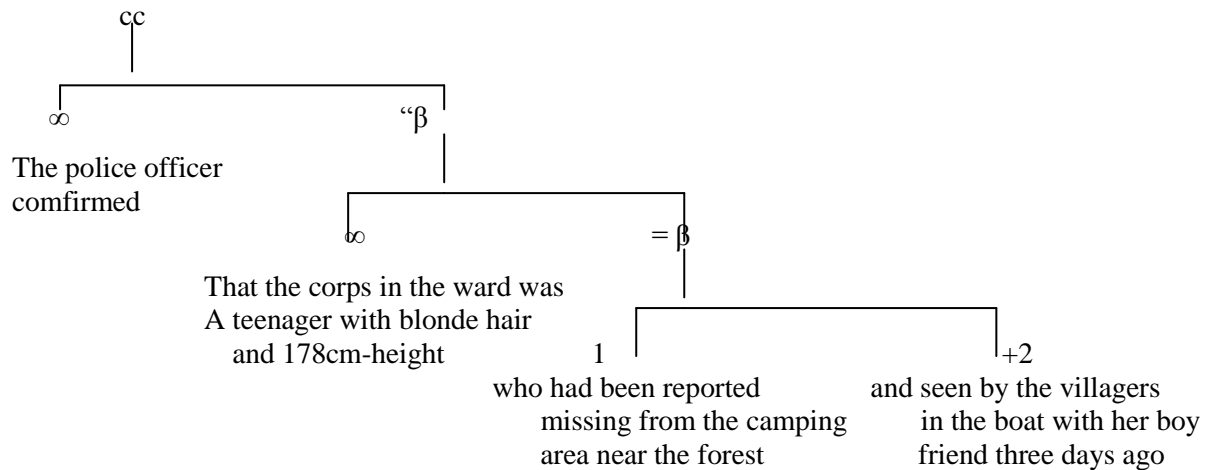 cc
∞ “β
The police officer
comfirmed
∞ = β
That the corps in the ward was
A teenager with blonde hair
and 178cm-height
1 +2
who had been reported and seen by the villagers
missing from the camping in the boat with her boy
area near the forest friend three days ago